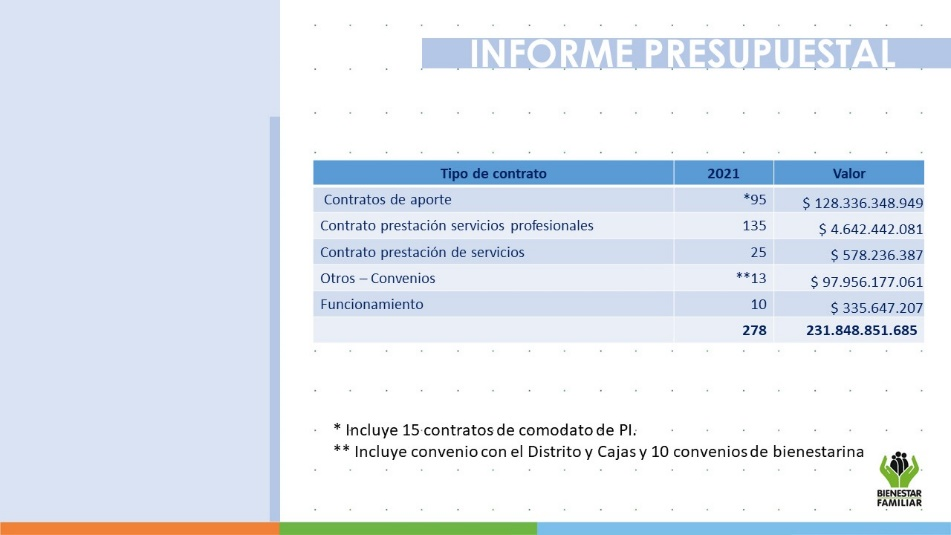 INFORME PRESUPUESTAL
Tipo de contrato 2021 Valor
Contratos de aporte *95 $ 128.336.348.949
Contrato prestación servicios profesionales 135 $ 4.642.442.081
Contrato prestación de servicios 25 $ 578.236.387
Otros – Convenios **13 $ 97.956.177.061
Funcionamiento 10 $ 335.647.207
278 231.848.851.685
* Incluye 15 contratos de comodato de PI.
** Incluye convenio con el Distrito y Cajas y 10 convenios de bienestarina
BIENESTAR
FAMILIAR